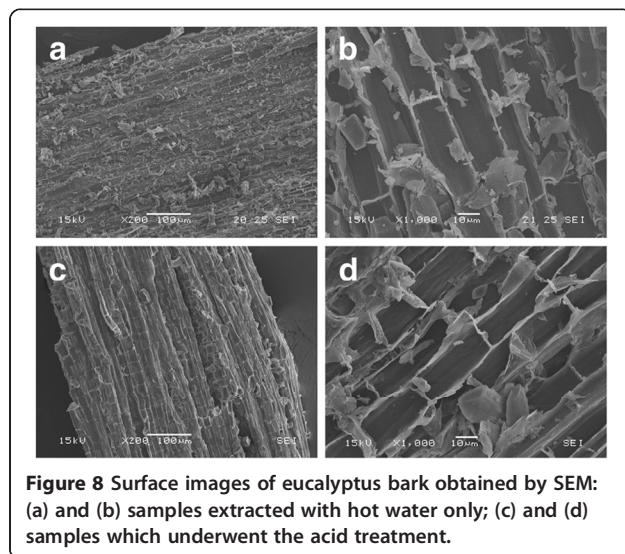 a
b
15kV X200 100μm 20 25 SEI
15kV X1,000 10μm 21 25 SEI
c
d
15kV X200 100μm SEI
15kV X1,000 10μm SEI
Figure 8 Surface images of eucalyptus bark obtained by SEM:
(a) and (b) samples extracted with hot water only; (c) and (d)
samples which underwent the acid treatment.